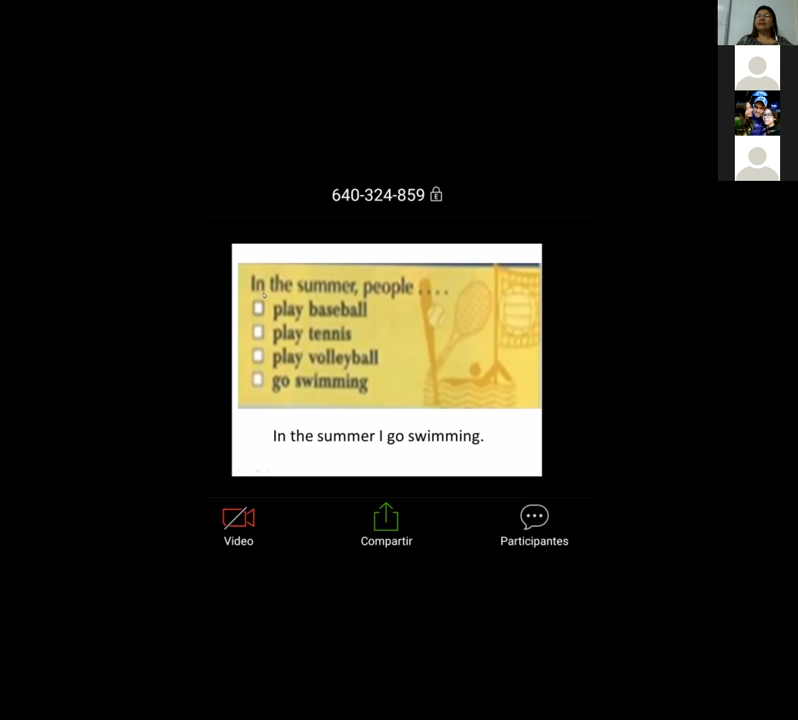 640-324-859
In the summer, people ....
play baseball
play tennis
play volleyball
go swimming
In the summer I go swimming.
Video
Compartir
Participantes